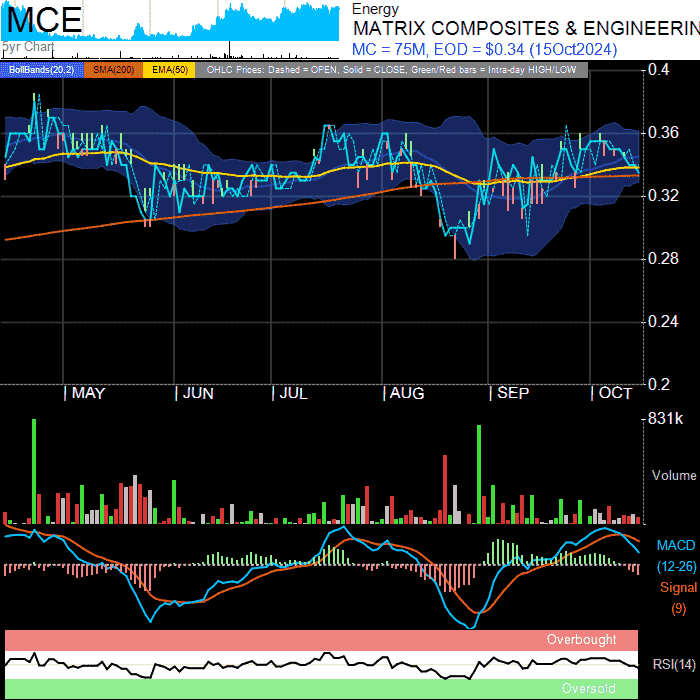 MCE
5yr Chart
Energy
MATRIX COMPOSITES & ENGINEERIN
MC = 75M, EOD = $0.34 (15Oct2024)
BollBands(20,2) SMA(200) EMA(50) OHLC Prices: Dashed = OPEN, Solid = CLOSE, Green/Red bars = Intra-day HIGH/LOW
0.4
0.36
0.32
0.28
0.24
0.2
MAY JUN JUL AUG SEP OCT
831k
Volume
MACD
(12-26)
Signal
(9)
Overbought
RSI(14)
Oversold